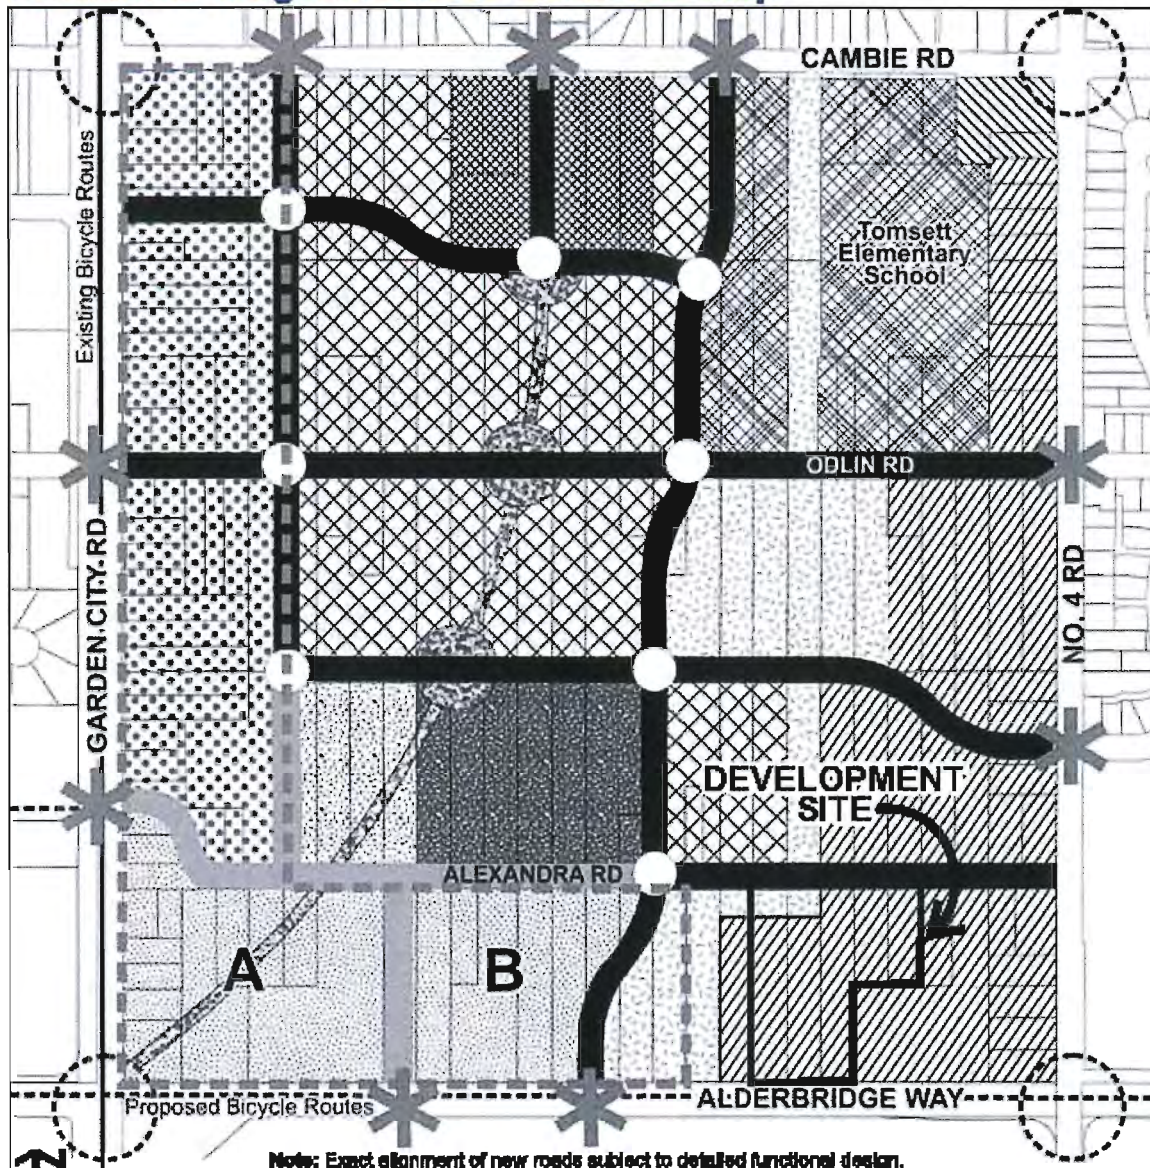 CAMBIE RD
Existing Bicycle Routes
Tomsett
Elementary
School
ODLIN RD
GARDEN CITY RD
NO. 4 RD
DEVELOPMENT
SITE
ALEXANDRA RD
A
B
Proposed Bicycle Routes
ALDERBRIDGE WAY
Note: Exact alignment of new roads subject to detailed functional design.